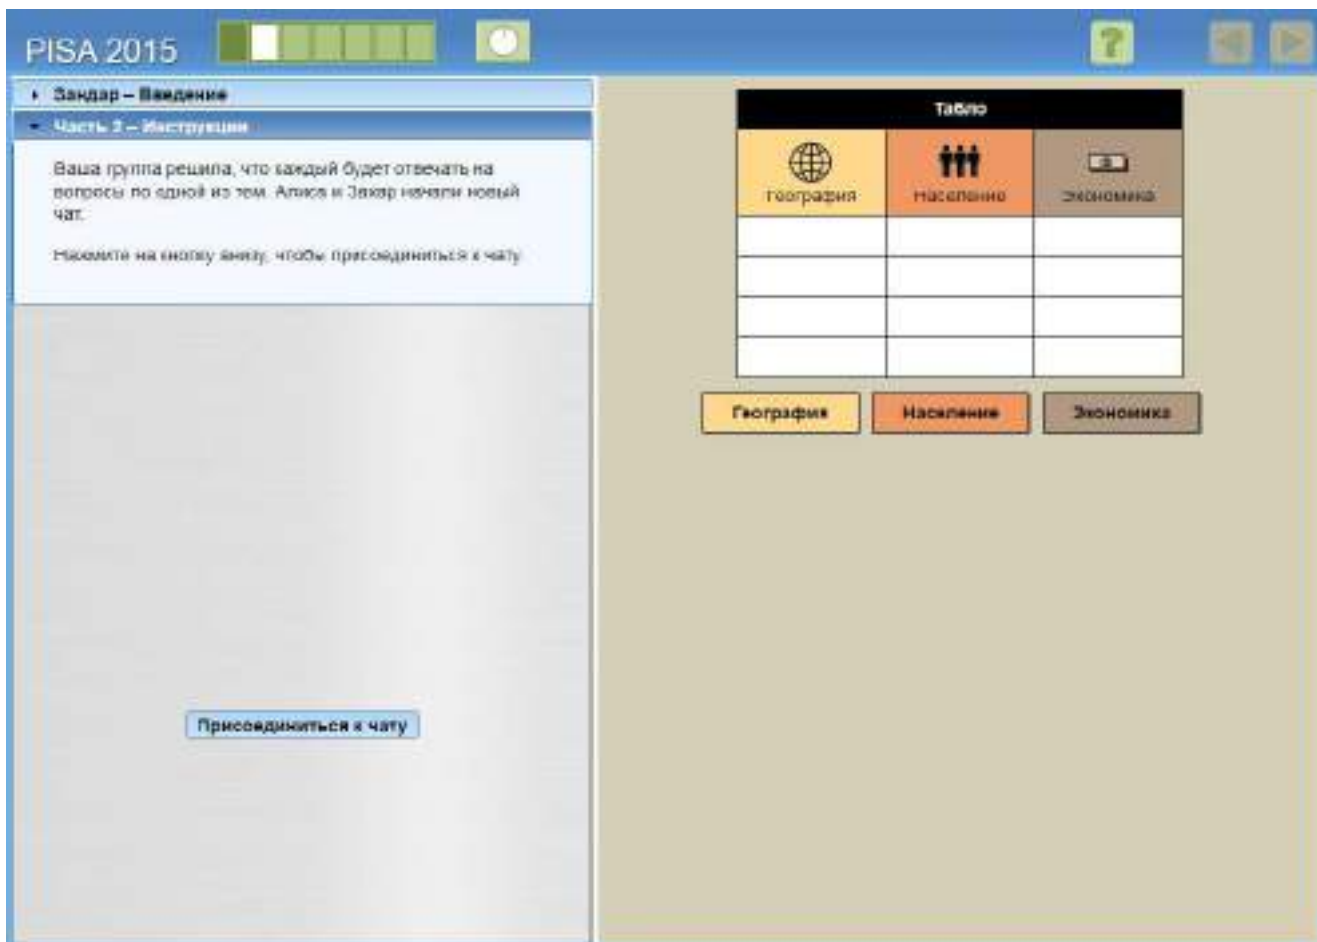 PISA 2015
?
Зандар – Введение
Часть 2 – Инструкции
Ваша группа решила, что каждый будет отвечать на
вопросы по одной из тем. Алиса и Захар начали новый
чат.
Нажмите на кнопку внизу, чтобы присоединиться к чату
Присоединиться к чату
Табло
География
Население
Экономика
География
Население
Экономика